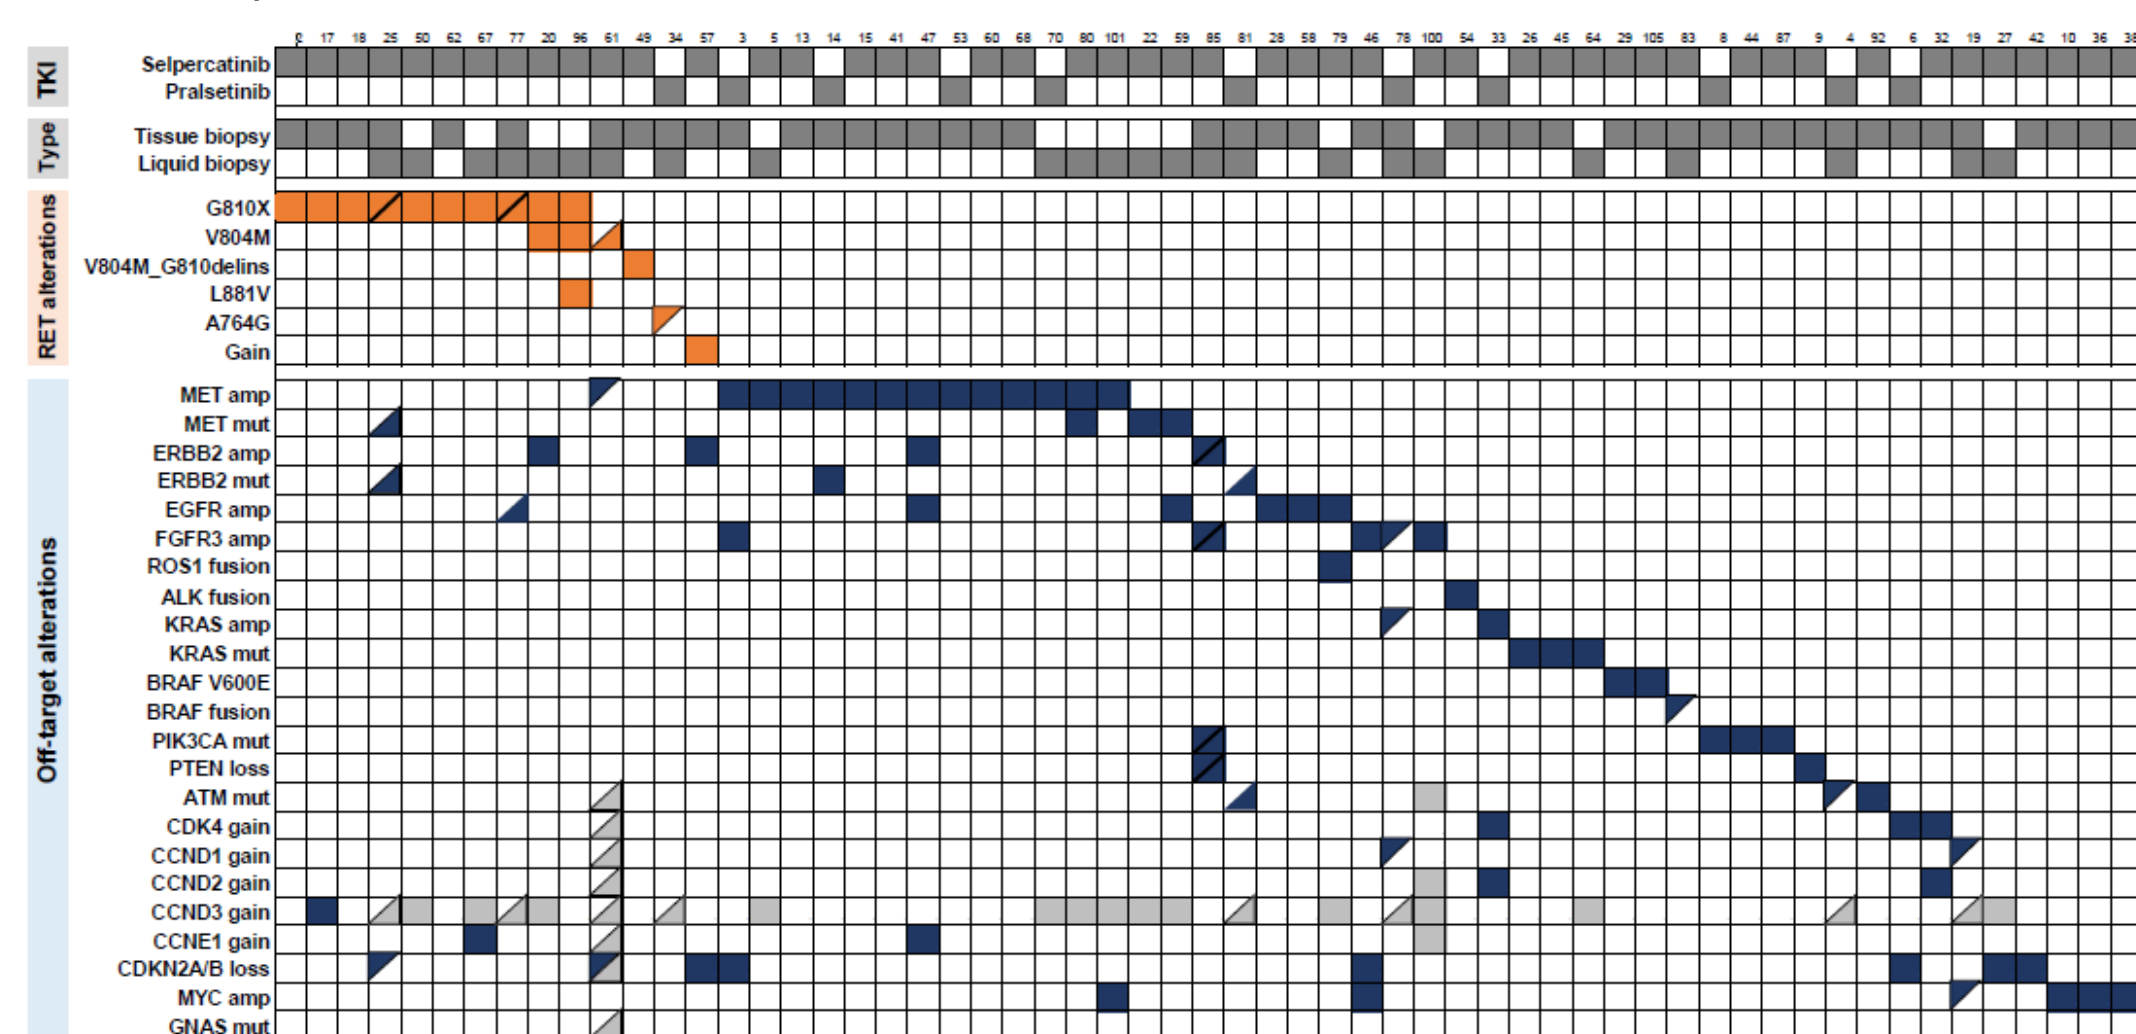 2 17 18 25 50 62 67 77 20 96 61 49 34 57 3 5 13 14 15 41 47 53 60 68 70 80 101 22 59 85 81 28 58 79 46 78 100 54 33 26 45 64 29 105 83 8 44 87 9 4 92 6 32 19 27 42 10 36 38
TKI
Selpercatinib
Pralsetinib
Type
Tissue biopsy
Liquid biopsy
RET alterations
G810X
V804M
V804M_G810delins
L881V
A764G
Gain
Off-target alterations
MET amp
MET mut
ERBB2 amp
ERBB2 mut
EGFR amp
FGFR3 amp
ROS1 fusion
ALK fusion
KRAS amp
KRAS mut
BRAF V600E
BRAF fusion
PIK3CA mut
PTEN loss
ATM mut
CDK4 gain
CCND1 gain
CCND2 gain
CCND3 gain
CCNE1 gain
CDKN2A/B loss
MYC amp
GNAS mut